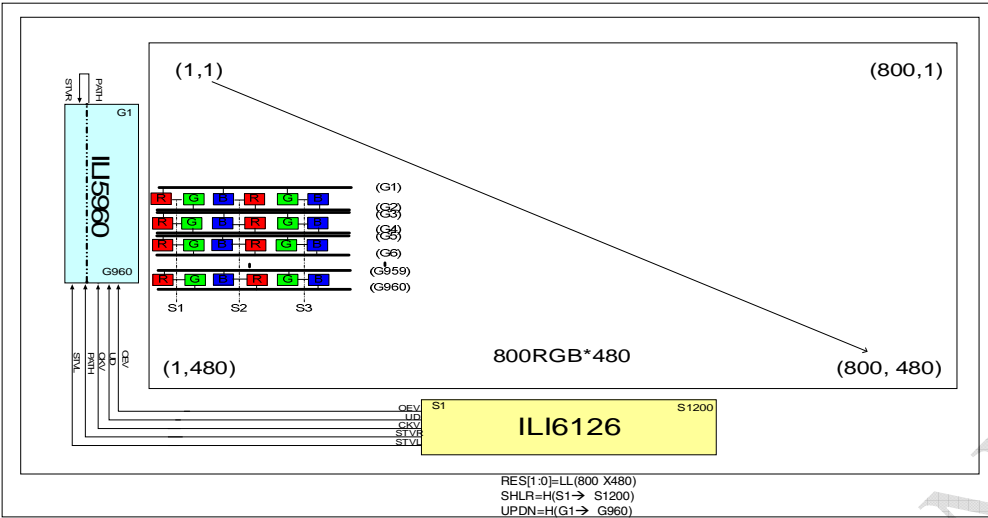 (1,1)
(800,1)
STVR
PATH
G1
ILI5960
G960
R G B R G B
R G B R G B
R G B R G B
R G B R G B
(G1)
(G2)
(G3)
(G4)
(G5)
(G6)
(G959)
(G960)
S1 S2 S3
(1,480)
800RGB*480
(800, 480)
STVL
PATH
CKV
UD
OEV
OEV
UD
CKV
STVR
STVL
S1
S1200
ILI6126
RES[1:0]=LL(800 X480)
SHLR=H(S1→ S1200)
UPDN=H(G1→ G960)